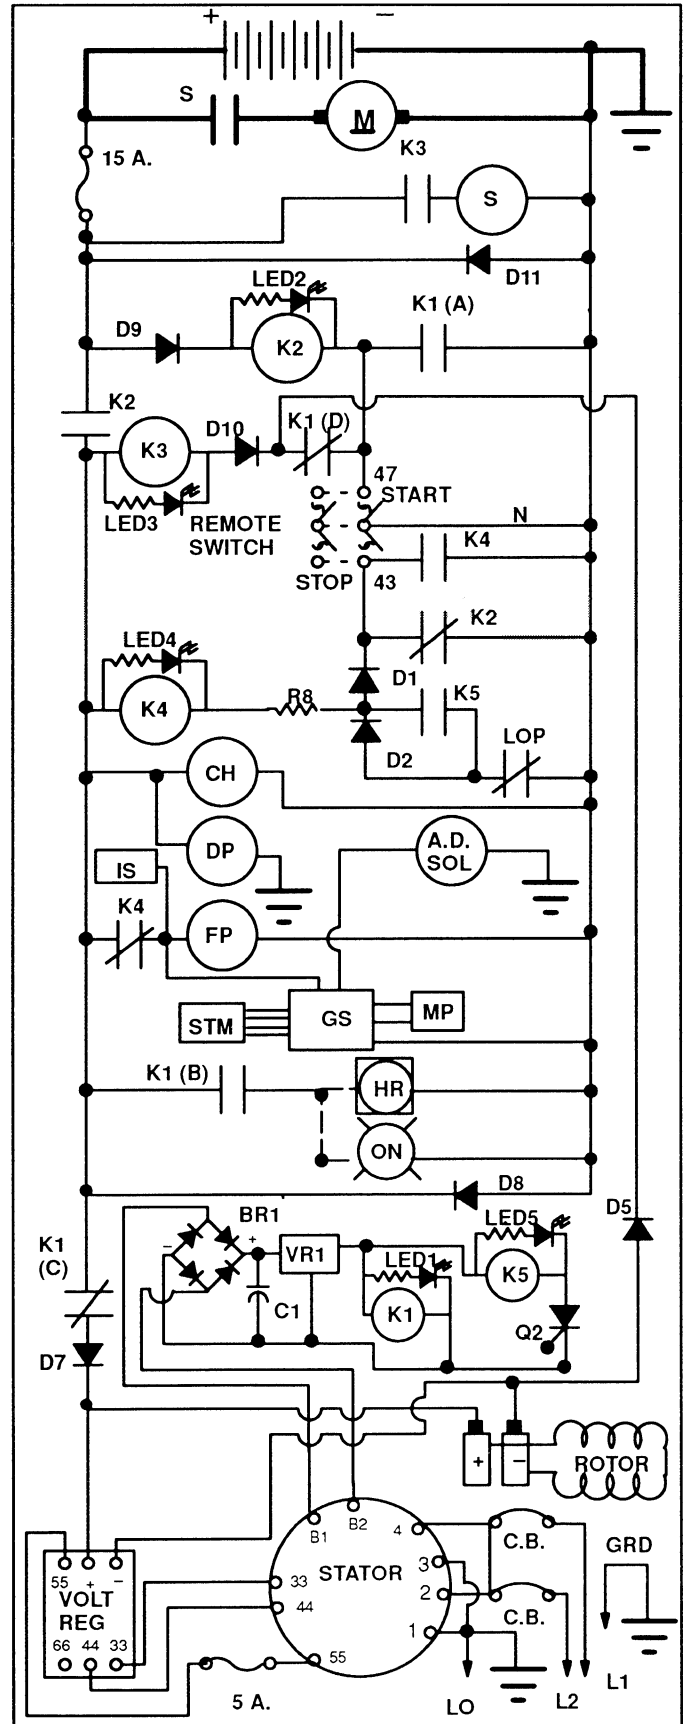 + −
S
M
15 A.
K3
S
D11
LED2
K1 (A)
D9
K2
K2
K1 (D)
D10
K3
47
START
LED3
REMOTE
SWITCH
N
K4
STOP
43
K2
LED4
D1
K5
R8
K4
LOP
D2
CH
A.D.
SOL
DP
IS
K4
FP
MP
GS
STM
K1 (B)
HR
ON
D8
D5
BR1
LED5
K1
(C)
− +
VR1
LED1
K5
C1
K1
Q2
D7
+ −
ROTOR
B1 B2
4
C.B.
GRD
STATOR
3
55 + −
33
2
VOLT
REG
44
C.B.
66 44 33
1
55
5 A.
LO
L2
L1